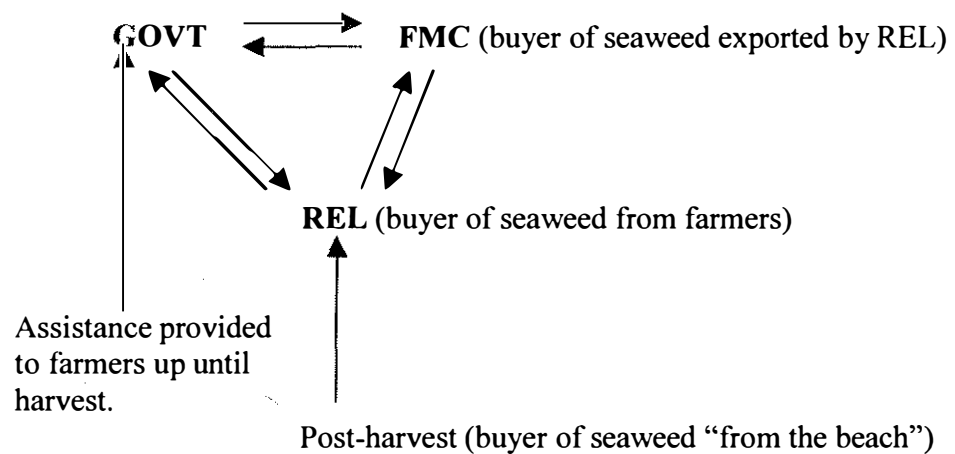 GOVT FMC (buyer of seaweed exported by REL)
REL (buyer of seaweed from farmers)
Assistance provided
to farmers up until
harvest.
Post-harvest (buyer of seaweed “from the beach”)